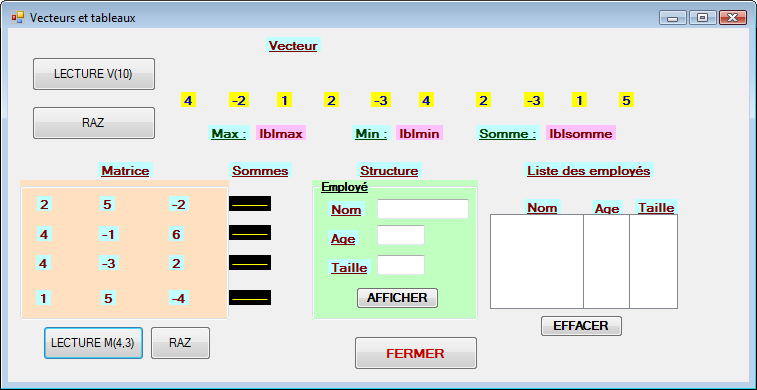 Vecteurs et tableaux
Vecteur
LECTURE V(10)
4 -2 1 2 -3 4 2 -3 1 5
RAZ
Max : lblmax Min : lblmin Somme : lblsomme
Matrice Sommes Structure Liste des employés
Employé
2 5 -2
Nom
Nom Age Taille
4 -1 6
Age
4 -3 2
Taille
1 5 -4
AFFICHER
EFFACER
LECTURE M(4,3) RAZ
FERMER